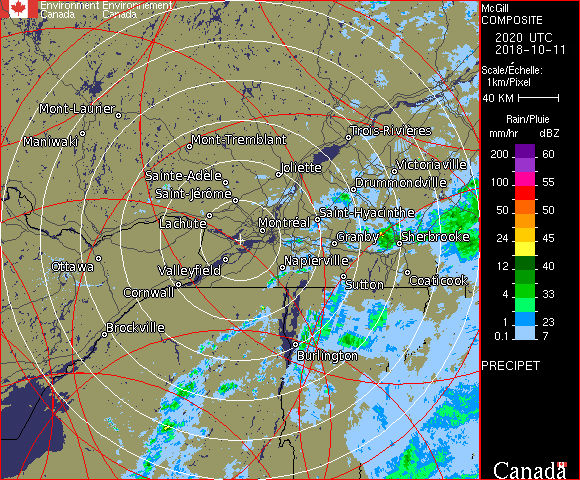 Environment Environnement
Canada Canada
McGill
COMPOSITE
2020 UTC
2018-10-11
Scale/Échelle:
1km/Pixel
40 KM
Rain/Pluie
mm/hr dBZ
200 60
100 55
50 50
24 45
12 40
4 33
1 23
0.1 7
PRECIPET
Canada
Mont-Laurier
Maniwaki
Mont-Tremblant
Trois-Rivières
Sainte-Adèle
Joliette
Victoriaville
Saint-Jérôme
Drummondville
Lachute
Saint-Hyacinthe
Montréal
Granby
Sherbrooke
Ottawa
Valleyfield
Napierville
Cornwall
Sutton
Coaticook
Brockville
Burlington